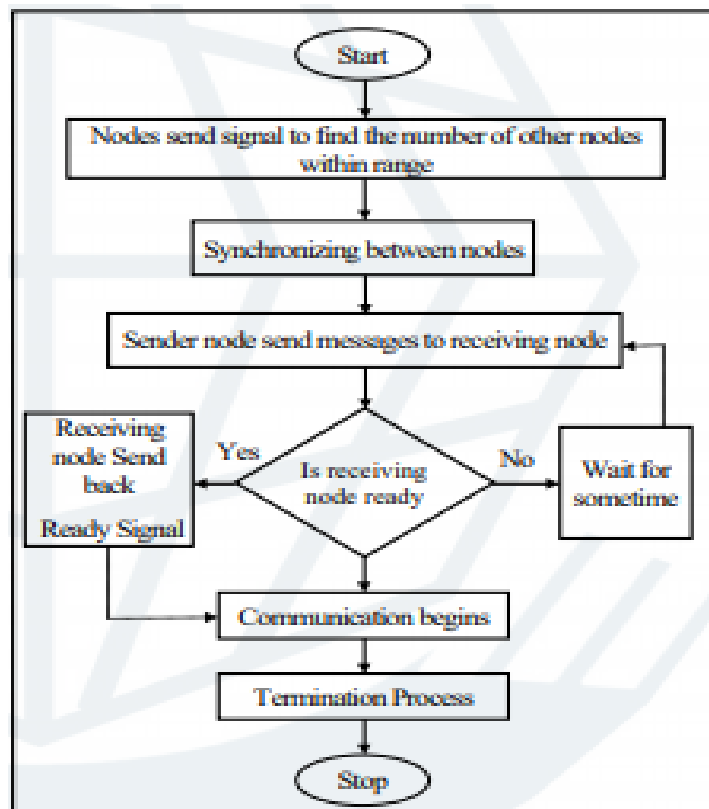 Start
Nodes send signal to find the number of other nodes
within range
Synchronizing between nodes
Sender node send messages to receiving node
Receiving
node Send
back
Ready Signal
Yes
Is receiving
node ready
No
Wait for
sometime
Communication begins
Termination Process
Stop